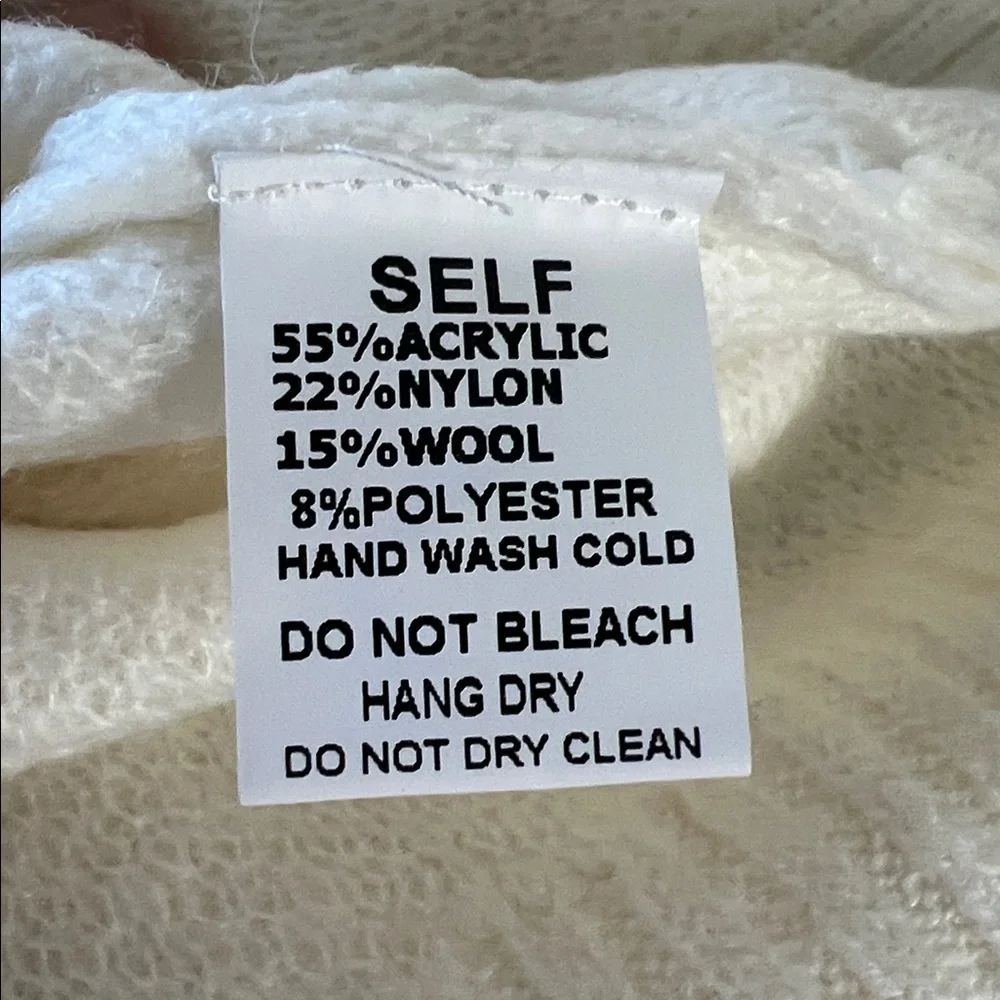 SELF
55%ACRYLIC
22%NYLON
15%WOOL
8%POLYESTER
HAND WASH COLD
DO NOT BLEACH
HANG DRY
DO NOT DRY CLEAN